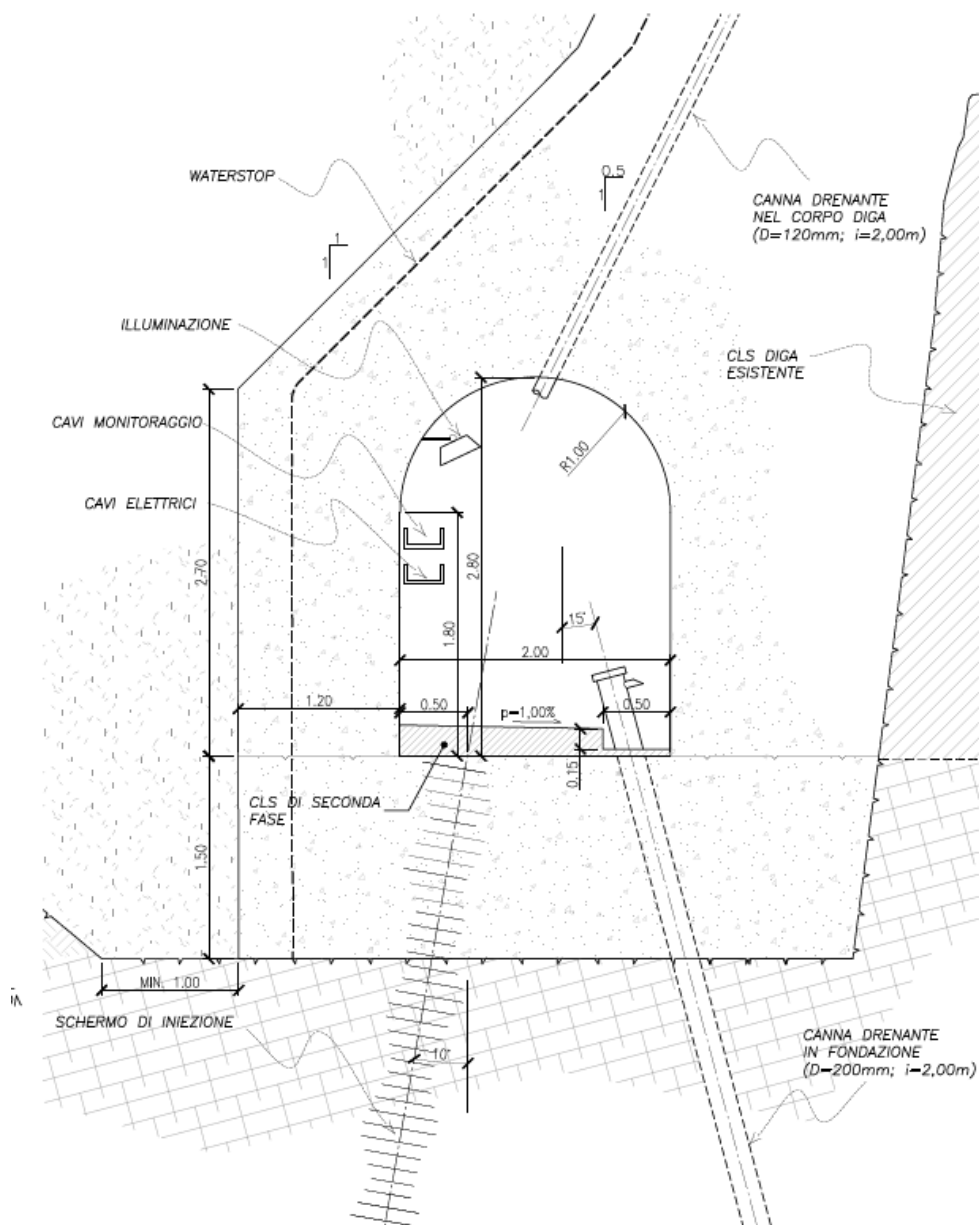 0.5
1
WATERSTOP
CANNA DRENANTE
NEL CORPO DIGA
(D=120mm; i=2,00m)
1
1
ILLUMINAZIONE
CLS DIGA
ESISTENTE
CAVI MONITORAGGIO
R1.00
CAVI ELETTRICI
2.70
2.80
1.80
15°
2.00
1.20
0.50
p=1,00%
0.50
0.15
CLS DI SECONDA
FASE
1.50
MIN. 1.00
SCHERMO DI INIEZIONE
10°
CANNA DRENANTE
IN FONDAZIONE
(D=200mm; i=2,00m)